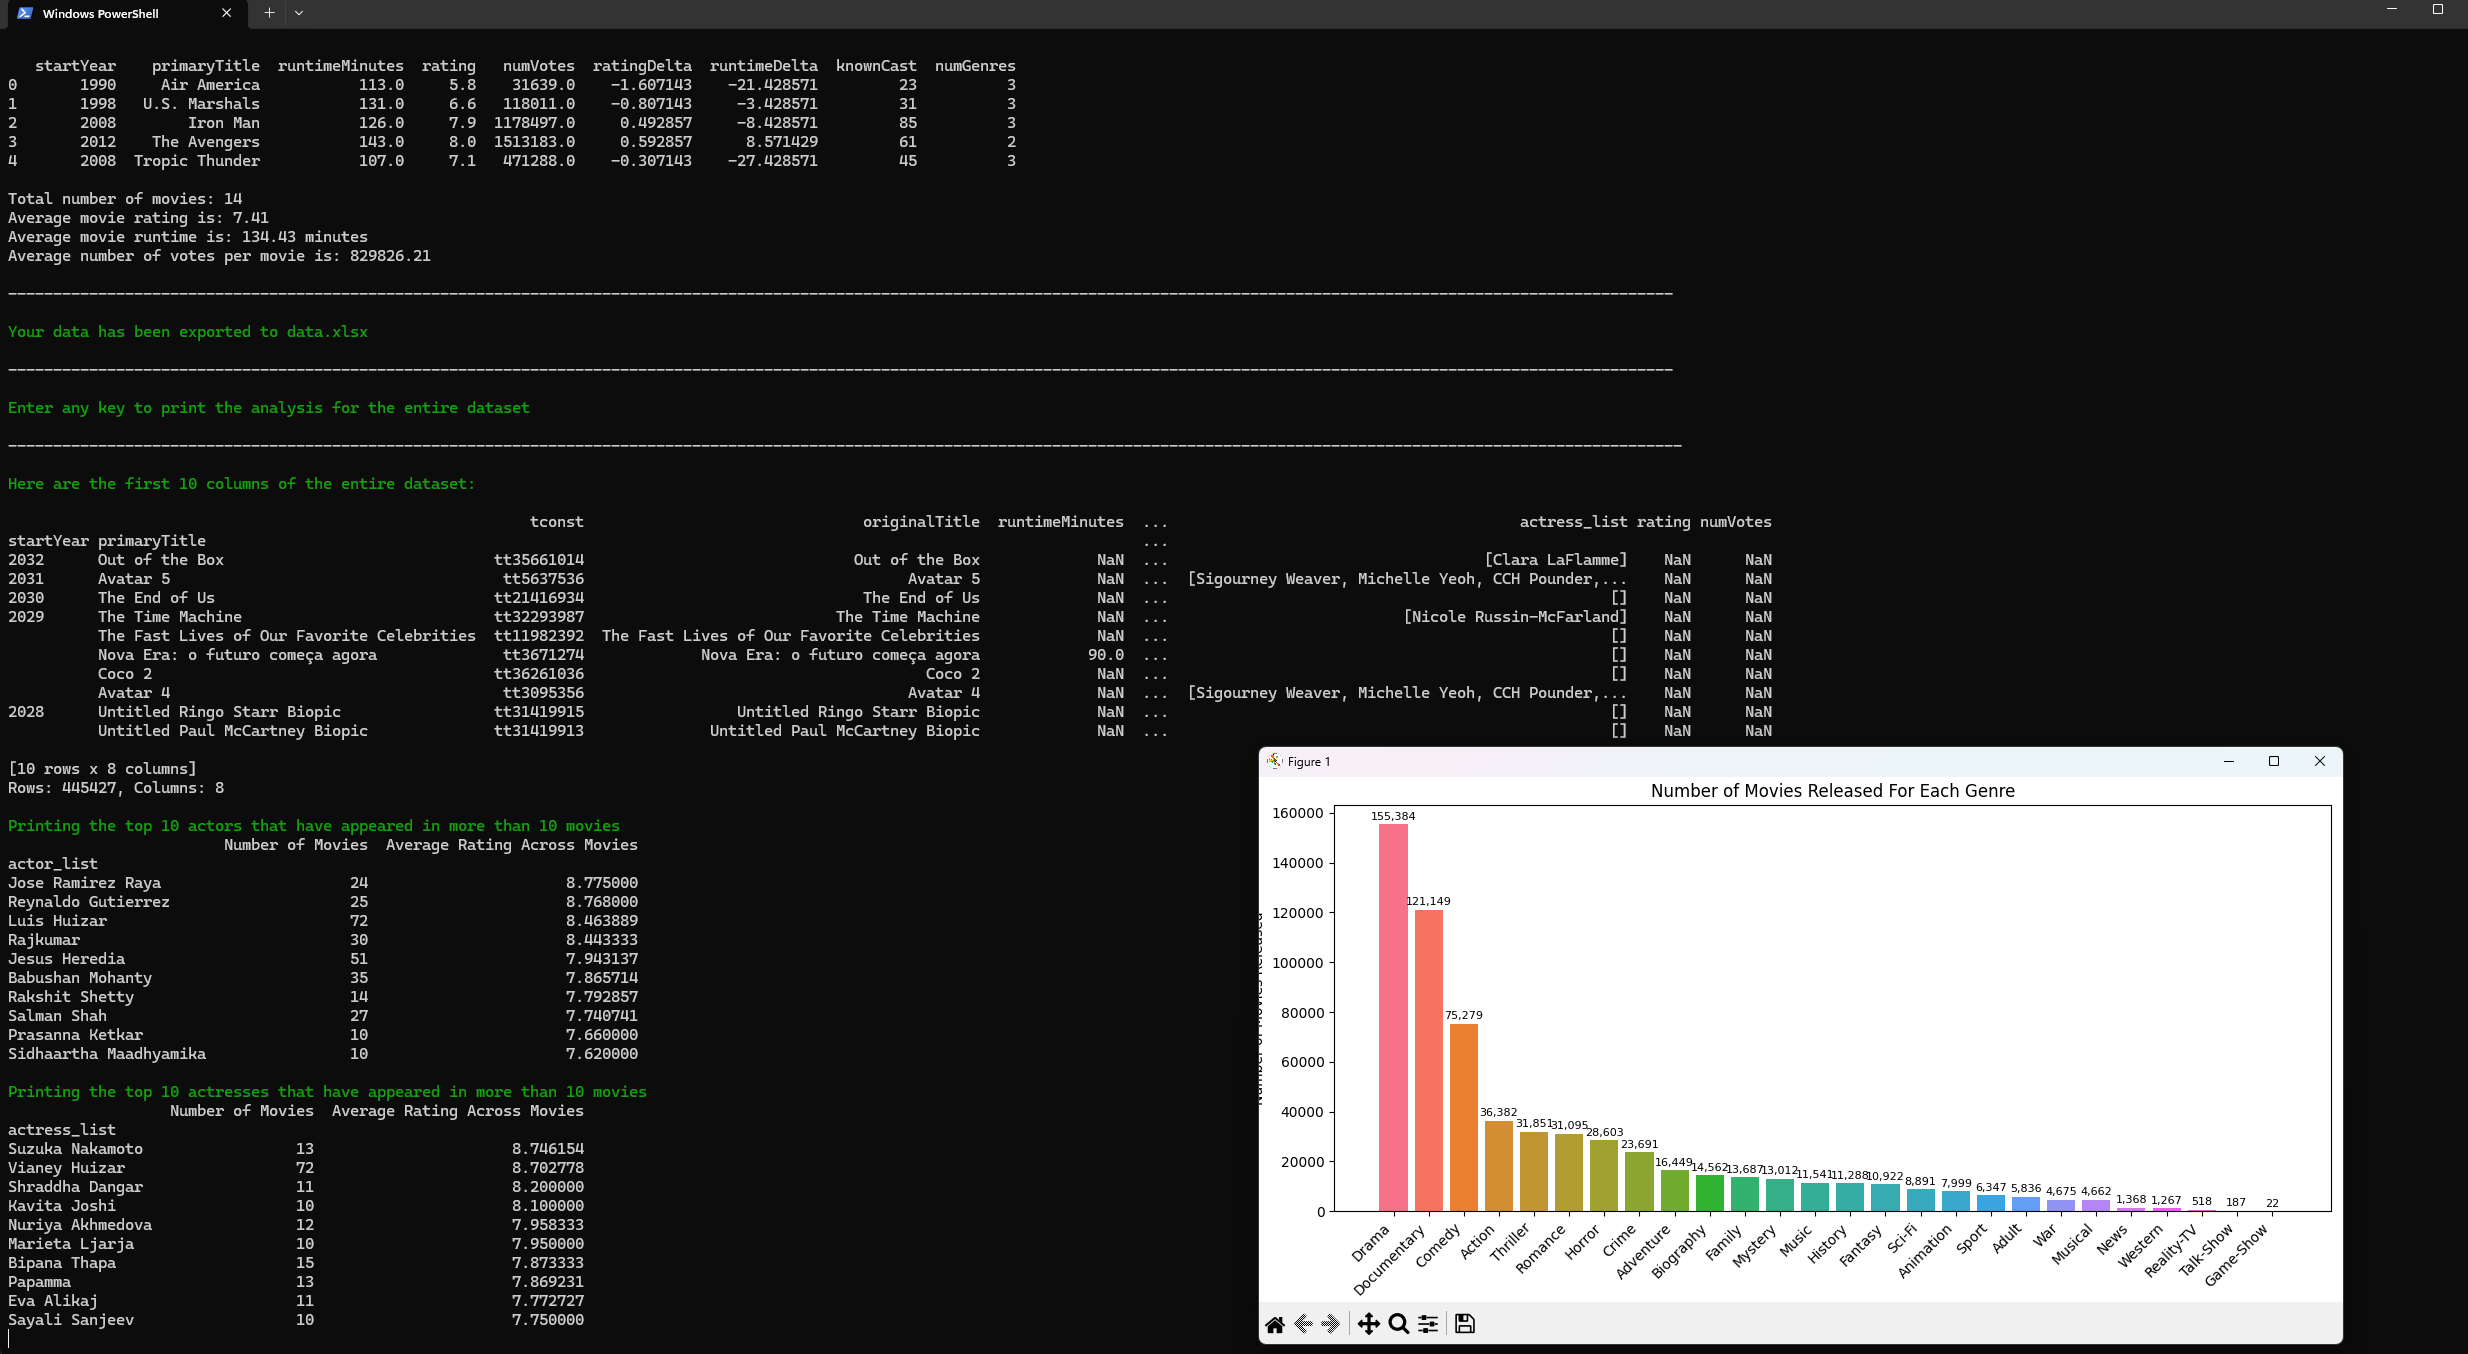 Windows PowerShell
startYear primaryTitle runtimeMinutes rating numVotes ratingDelta runtimeDelta knownCast numGenres
0 1990 Air America 113.0 5.8 31639.0 -1.607143 -21.428571 23 3
1 1998 U.S. Marshals 131.0 6.6 118011.0 -0.807143 -3.428571 31 3
2 2008 Iron Man 126.0 7.9 1178497.0 0.492857 -8.428571 85 3
3 2012 The Avengers 143.0 8.0 1513183.0 0.592857 8.571429 61 2
4 2008 Tropic Thunder 107.0 7.1 471288.0 -0.307143 -27.428571 45 3
Total number of movies: 14
Average movie rating is: 7.41
Average movie runtime is: 134.43 minutes
Average number of votes per movie is: 829826.21
Your data has been exported to data.xlsx
Enter any key to print the analysis for the entire dataset
Here are the first 10 columns of the entire dataset:
tconst originalTitle runtimeMinutes ... actress_list rating numVotes
startYear primaryTitle ...
2032 Out of the Box tt35661014 Out of the Box NaN ... [Clara LaFlamme] NaN NaN
2031 Avatar 5 tt5637536 Avatar 5 NaN ... [Sigourney Weaver, Michelle Yeoh, CCH Pounder,... NaN NaN
2030 The End of Us tt21416934 The End of Us NaN ... [] NaN NaN
2029 The Time Machine tt32293987 The Time Machine NaN ... [Nicole Russin-McFarland] NaN NaN
The Fast Lives of Our Favorite Celebrities tt11982392 The Fast Lives of Our Favorite Celebrities NaN ... [] NaN NaN
Nova Era: o futuro começa agora tt3671274 Nova Era: o futuro começa agora 90.0 ... [] NaN NaN
Coco 2 tt36261036 Coco 2 NaN ... [] NaN NaN
Avatar 4 tt3095356 Avatar 4 NaN ... [Sigourney Weaver, Michelle Yeoh, CCH Pounder,... NaN NaN
2028 Untitled Ringo Starr Biopic tt31419915 Untitled Ringo Starr Biopic NaN ... [] NaN NaN
Untitled Paul McCartney Biopic tt31419913 Untitled Paul McCartney Biopic NaN ... [] NaN NaN
[10 rows x 8 columns]
Rows: 445427, Columns: 8
Printing the top 10 actors that have appeared in more than 10 movies
Number of Movies Average Rating Across Movies
actor_list
Jose Ramirez Raya 24 8.775000
Reynaldo Gutierrez 25 8.768000
Luis Huizar 72 8.463889
Rajkumar 30 8.443333
Jesus Heredia 51 7.943137
Babushan Mohanty 35 7.865714
Rakshit Shetty 14 7.792857
Salman Shah 27 7.740741
Prasanna Ketkar 10 7.660000
Sidhaartha Maadhyamika 10 7.620000
Printing the top 10 actresses that have appeared in more than 10 movies
Number of Movies Average Rating Across Movies
actress_list
Suzuka Nakamoto 13 8.746154
Vianey Huizar 72 8.702778
Shraddha Dangar 11 8.200000
Kavita Joshi 10 8.100000
Nuriya Akhmedova 12 7.958333
Marieta Ljarja 10 7.950000
Bipana Thapa 15 7.873333
Papamma 13 7.869231
Eva Alikaj 11 7.772727
Sayali Sanjeev 10 7.750000
Figure 1
Number of Movies Released For Each Genre
160000
140000
120000
100000
80000
60000
40000
20000
0
155,384
121,149
75,279
36,382
31,851
31,095
28,603
23,691
16,449
14,562
13,687
13,012
11,541
11,288
10,922
8,891
7,999
6,347
5,836
4,675
4,662
1,368
1,267
518
187
22
Drama
Documentary
Comedy
Action
Thriller
Romance
Horror
Crime
Adventure
Biography
Family
Mystery
Music
History
Fantasy
Sci-Fi
Animation
Sport
Adult
War
Musical
News
Western
Reality-TV
Talk-Show
Game-Show